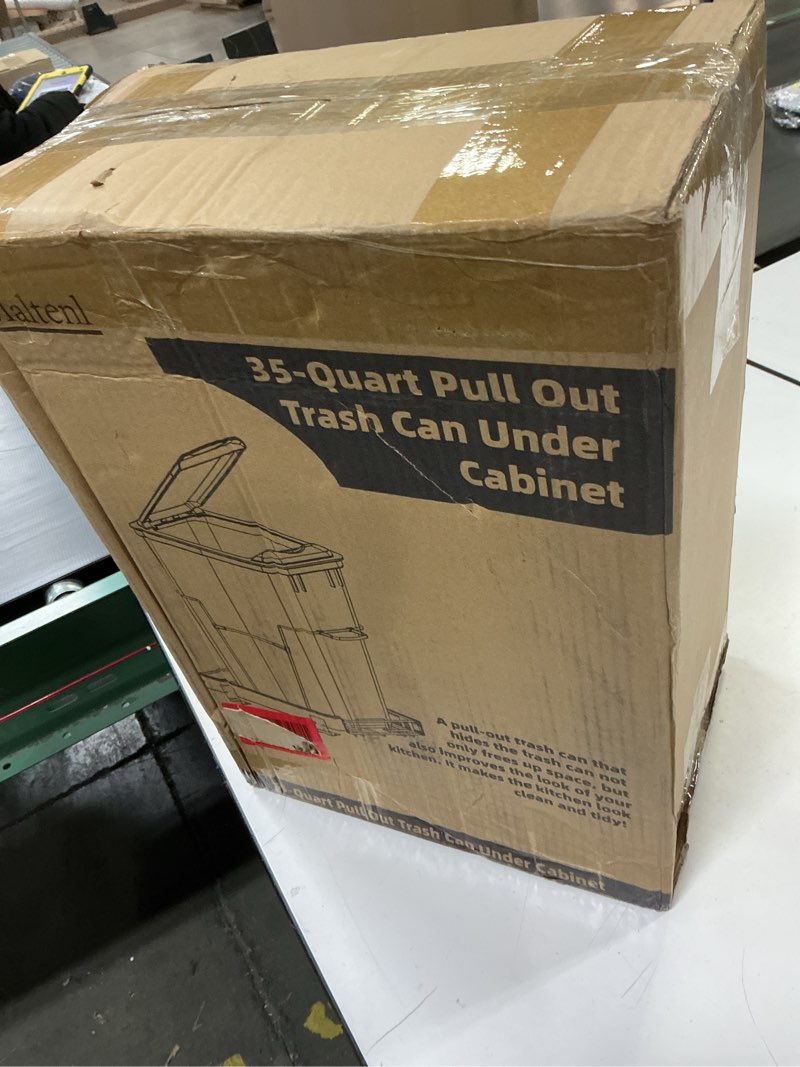 35-Quart Pull Out
Trash Can Under
Cabinet
A pull-out trash can that
hides the trash can not
only frees up space, but
also improves the look of your
kitchen. It makes the kitchen look
clean and tidy!
Quart Pull Out Trash Can Under Cabinet